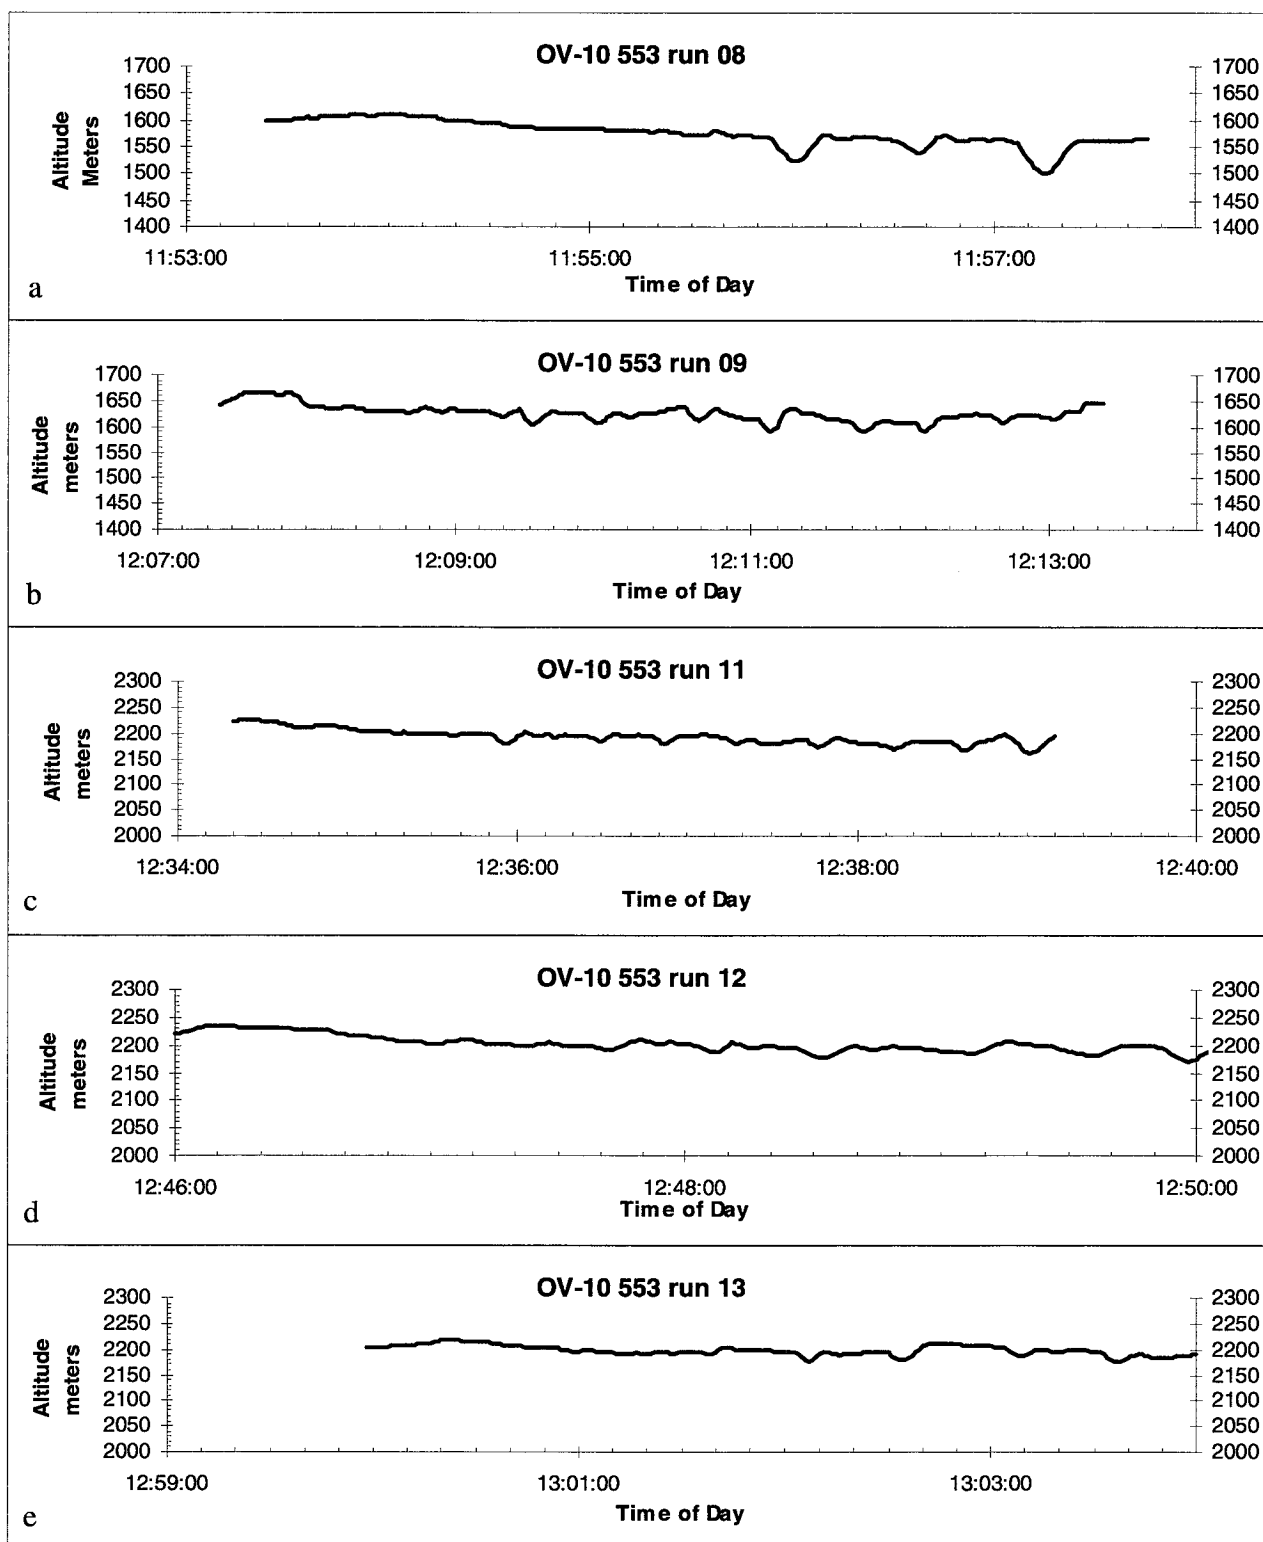 OV-10 553 run 08
1700 1700
1650 1650
1600 1600
1550 1550
1500 1500
1450 1450
1400 1400
Altitude
Meters
11:53:00 11:55:00 11:57:00
Time of Day
a
OV-10 553 run 09
1700 1700
1650 1650
1600 1600
1550 1550
1500 1500
1450 1450
1400 1400
Altitude
meters
12:07:00 12:09:00 12:11:00 12:13:00
Time of Day
b
OV-10 553 run 11
2300 2300
2250 2250
2200 2200
2150 2150
2100 2100
2050 2050
2000 2000
Altitude
meters
12:34:00 12:36:00 12:38:00 12:40:00
Time of Day
c
OV-10 553 run 12
2300 2300
2250 2250
2200 2200
2150 2150
2100 2100
2050 2050
2000 2000
Altitude
meters
12:46:00 12:48:00 12:50:00
Time of Day
d
OV-10 553 run 13
2300 2300
2250 2250
2200 2200
2150 2150
2100 2100
2050 2050
2000 2000
Altitude
meters
12:59:00 13:01:00 13:03:00
Time of Day
e